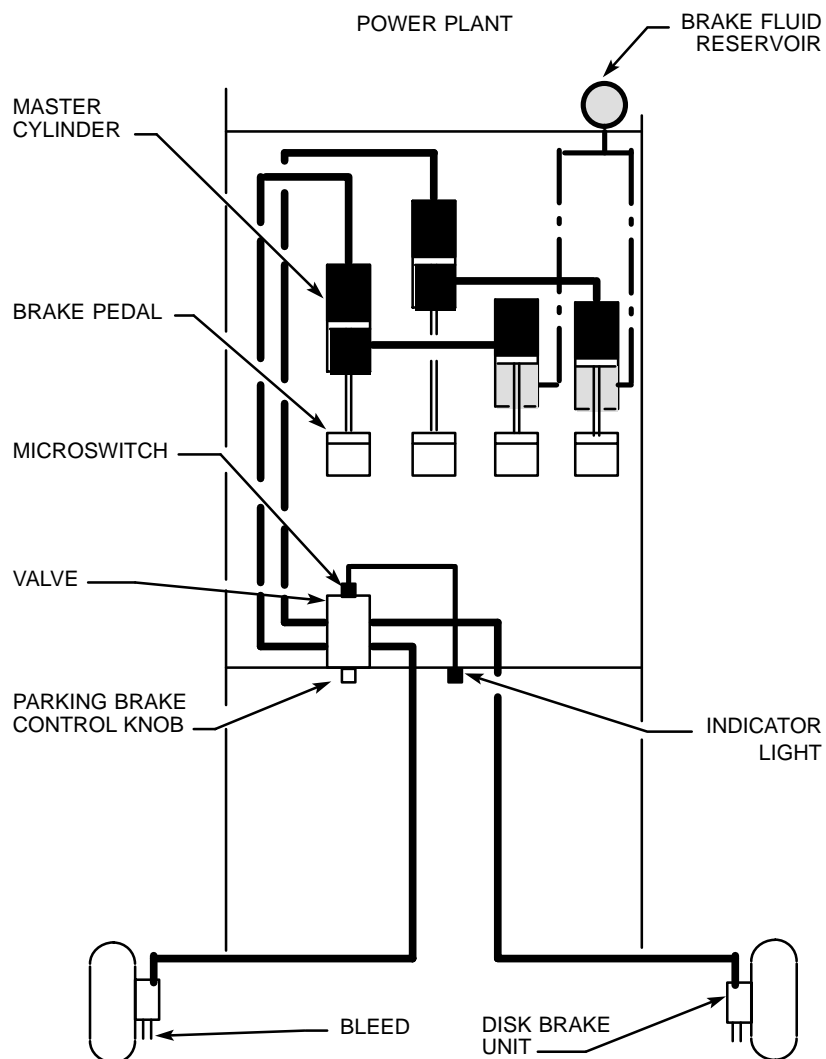 POWER PLANT
BRAKE FLUID
RESERVOIR
MASTER
CYLINDER
BRAKE PEDAL
MICROSWITCH
VALVE
PARKING BRAKE
CONTROL KNOB
INDICATOR
LIGHT
BLEED
DISK BRAKE
UNIT